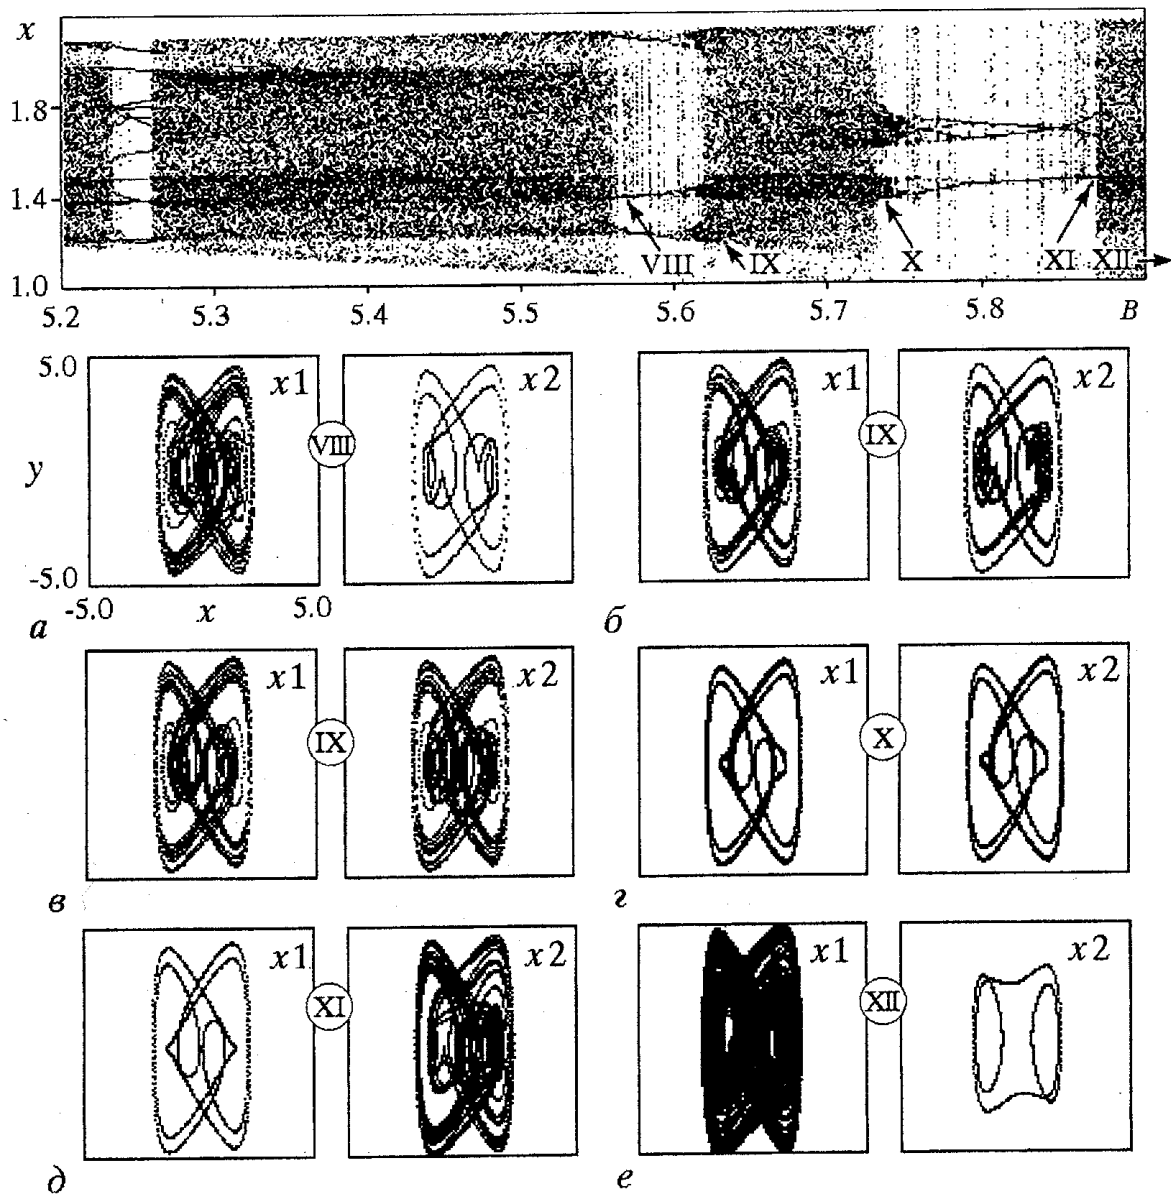 x
1.8
1.4
1.0
VIII IX X XI XII
5.2 5.3 5.4 5.5 5.6 5.7 5.8 B
5.0 x1 x2 x1 x2
VIII IX
y
-5.0
-5.0 x 5.0
а б
x1 x2 x1 x2
IX X
в г
x1 x2 x1 x2
XI XII
д е